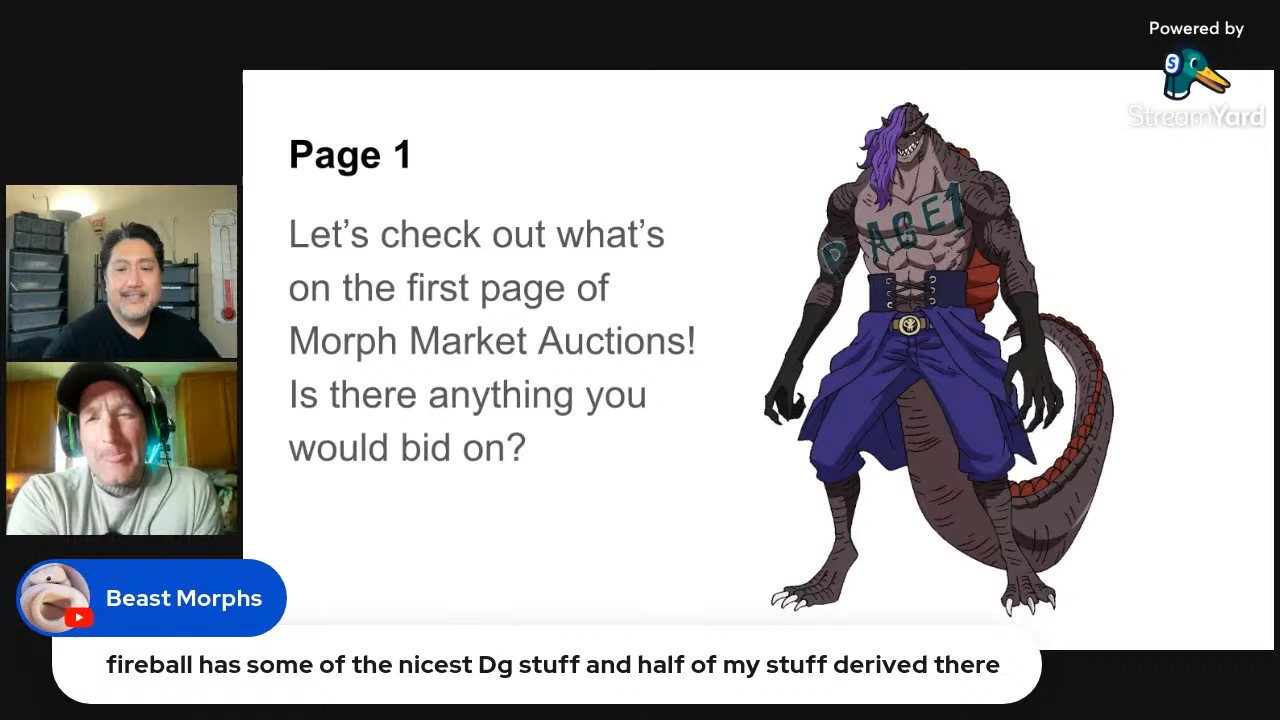 Powered by
StreamYard
Page 1
Let’s check out what’s
on the first page of
Morph Market Auctions!
Is there anything you
would bid on?
PAGE1
Beast Morphs
fireball has some of the nicest Dg stuff and half of my stuff derived there